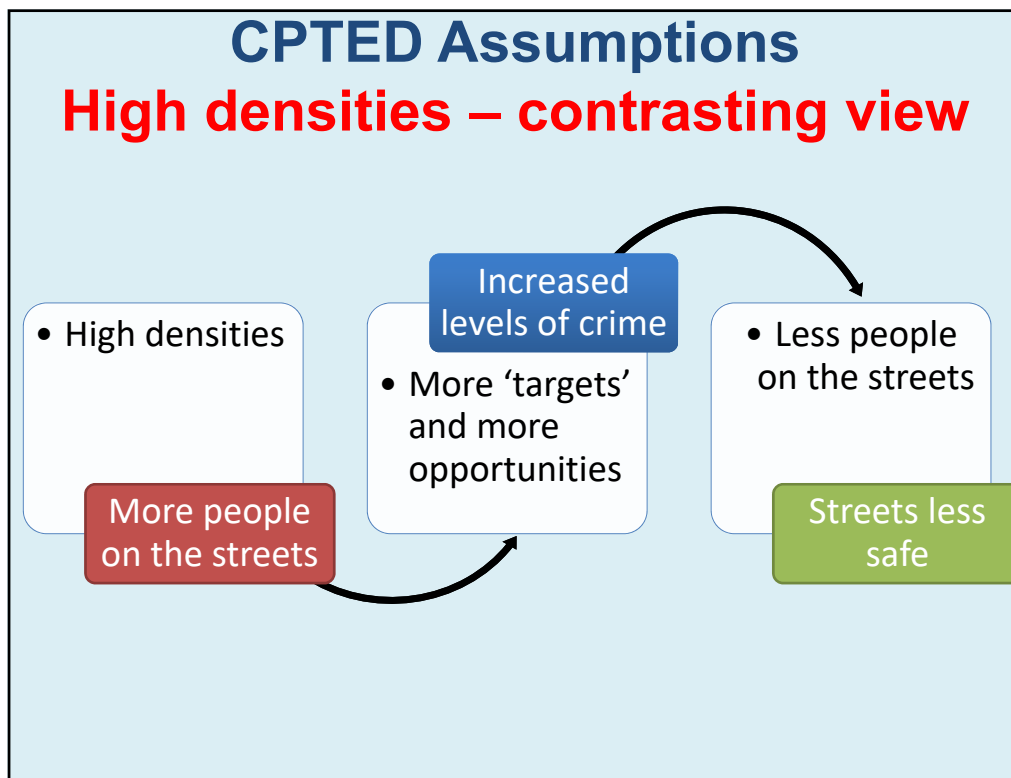 CPTED Assumptions
High densities – contrasting view
• High densities
More people
on the streets
Increased
levels of crime
• More ‘targets’
and more
opportunities
• Less people
on the streets
Streets less
safe